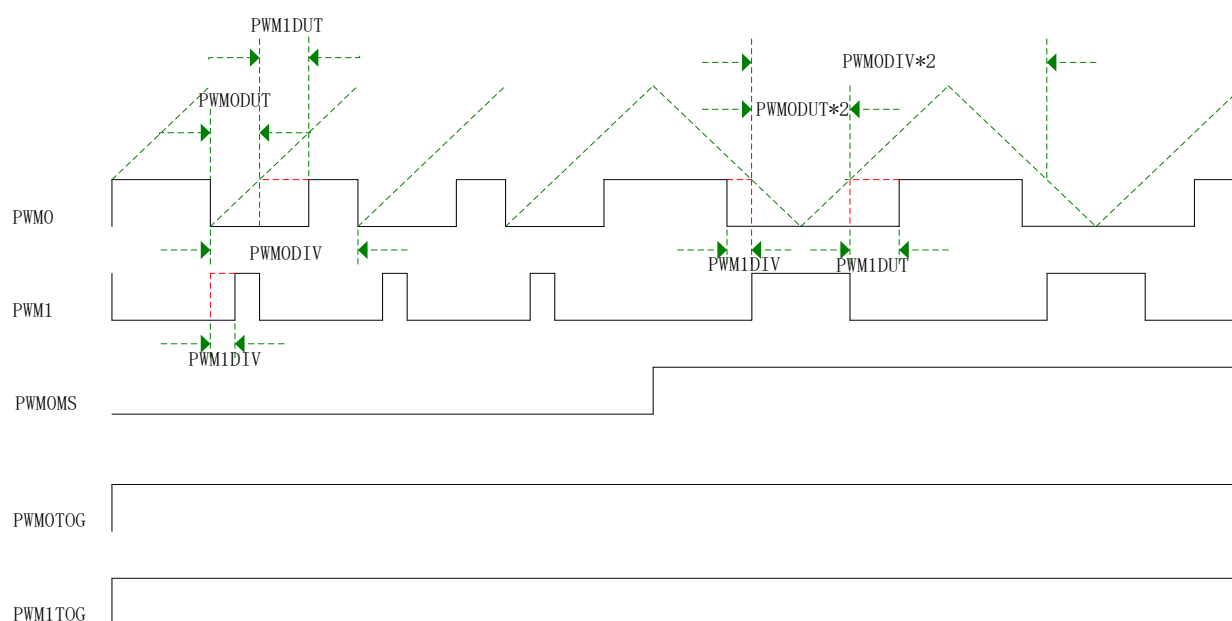 PWM1DUT
PWM0DIV*2
PWM0DUT
PWM0DUT*2
PWM0
PWM0DIV
PWM1DIV
PWM1DUT
PWM1
PWM1DIV
PWM0MS
PWM0TOG
PWM1TOG